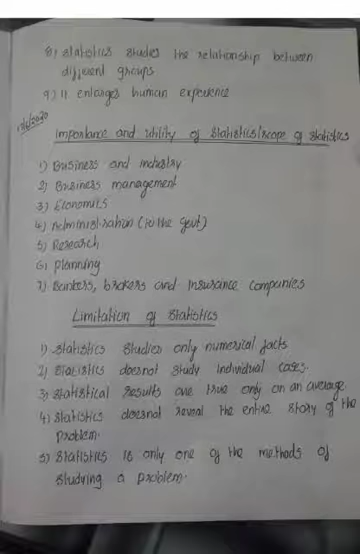 8) Statistics studies the relationship between
different groups
9) It enlarges human experience
Importance and utility of Statistics/scope of statistics
1) Business and industry
2) Business management
3) Economics
4) Administration (to the govt)
5) Research
6) planning
7) Bankers, brokers and Insurance companies
Limitation of Statistics
1) Statistics studies only numerical facts
2) Statistics doesnot study individual cases.
3) Statistical results are true only on an average
4) Statistics doesnot reveal the entire story of the
problem.
5) Statistics is only one of the methods of
studying a problem.